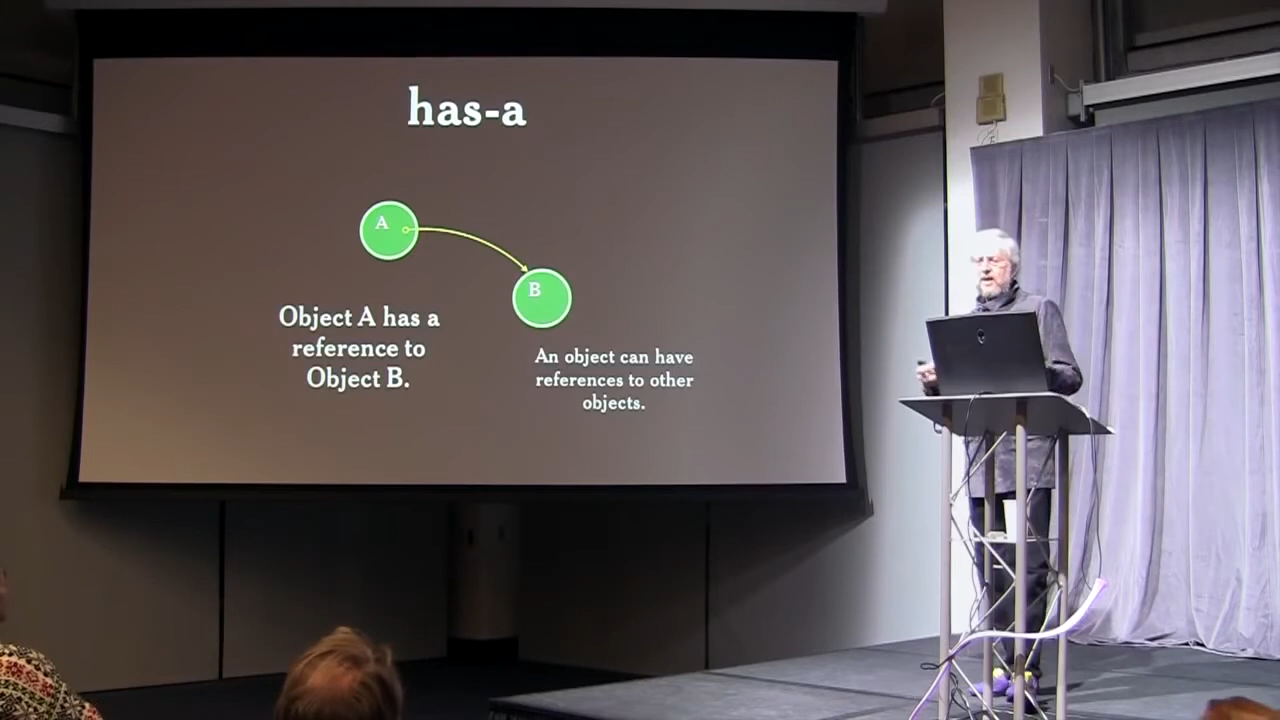 has-a
A
B
Object A has a
reference to
Object B.
An object can have
references to other
objects.